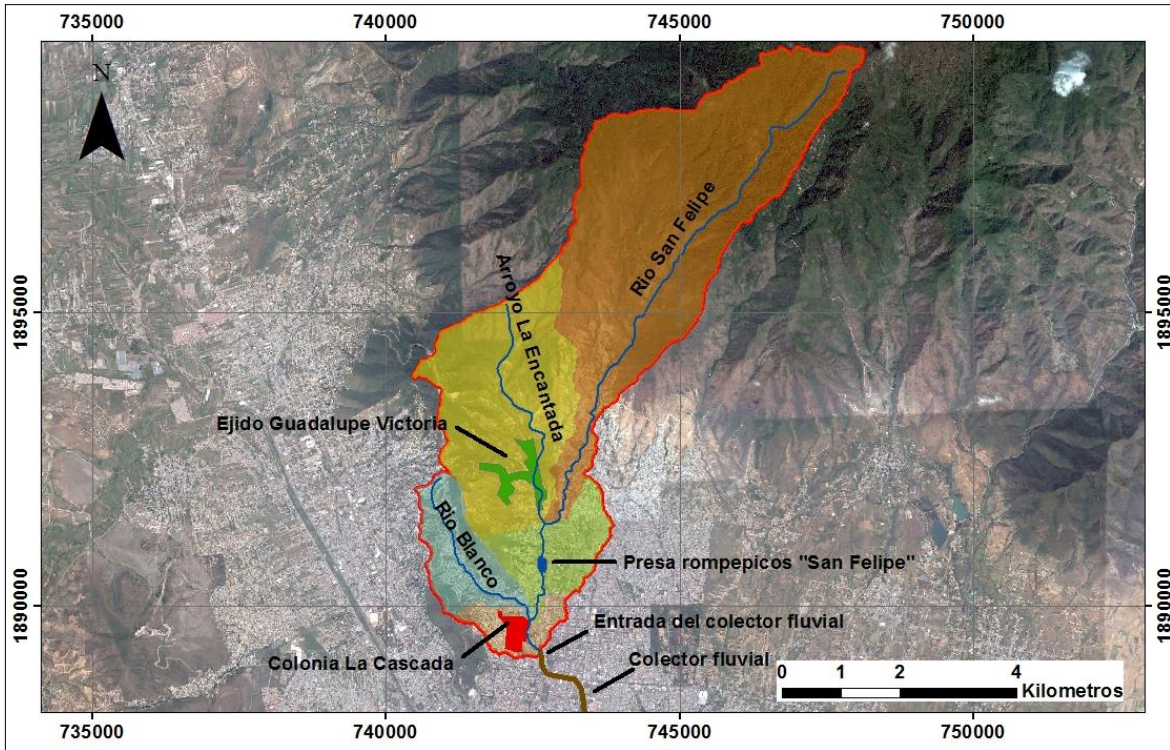 735000 740000 745000 750000
N
Rio San Felipe
Arroyo La Encantada
1895000 1895000
Ejido Guadalupe Victoria
Rio Blanco
Presa rompepicos "San Felipe"
1890000 1890000
Entrada del colector fluvial
Colonia La Cascada
Colector fluvial
0 1 2 4
Kilometros
735000 740000 745000 750000